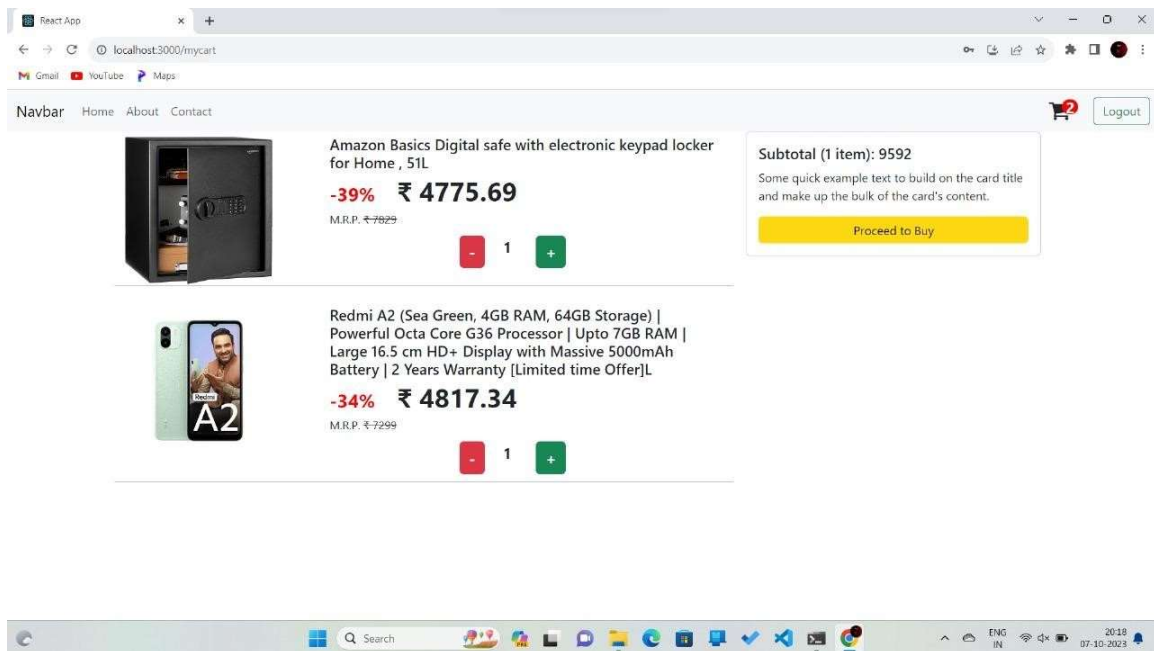 React App
localhost:3000/mycart
Gmail YouTube Maps
Navbar Home About Contact
2
Logout
Amazon Basics Digital safe with electronic keypad locker
for Home , 51L
-39% ₹ 4775.69
M.R.P. ₹ 7829
- 1 +
Subtotal (1 item): 9592
Some quick example text to build on the card title
and make up the bulk of the card's content.
Proceed to Buy
Redmi A2 (Sea Green, 4GB RAM, 64GB Storage) |
Powerful Octa Core G36 Processor | Upto 7GB RAM |
Large 16.5 cm HD+ Display with Massive 5000mAh
Battery | 2 Years Warranty [Limited time Offer]L
Redmi
A2
-34% ₹ 4817.34
M.R.P. ₹ 7299
- 1 +
Search
ENG
IN
20:18
07-10-2023